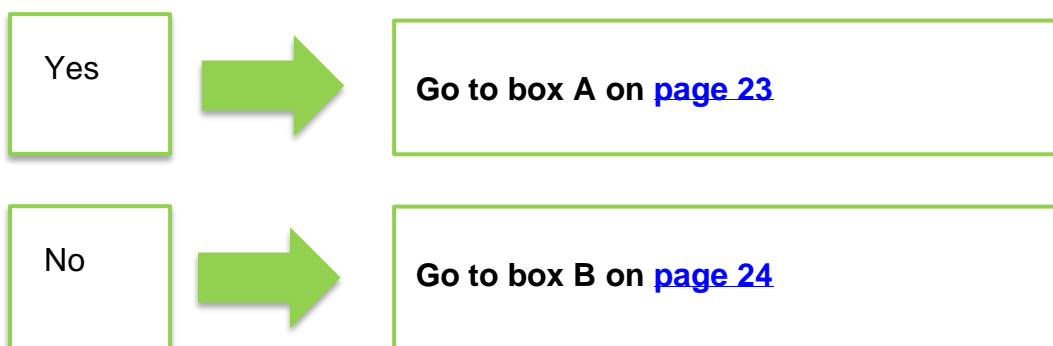 Yes
Go to box A on page 23
No
Go to box B on page 24